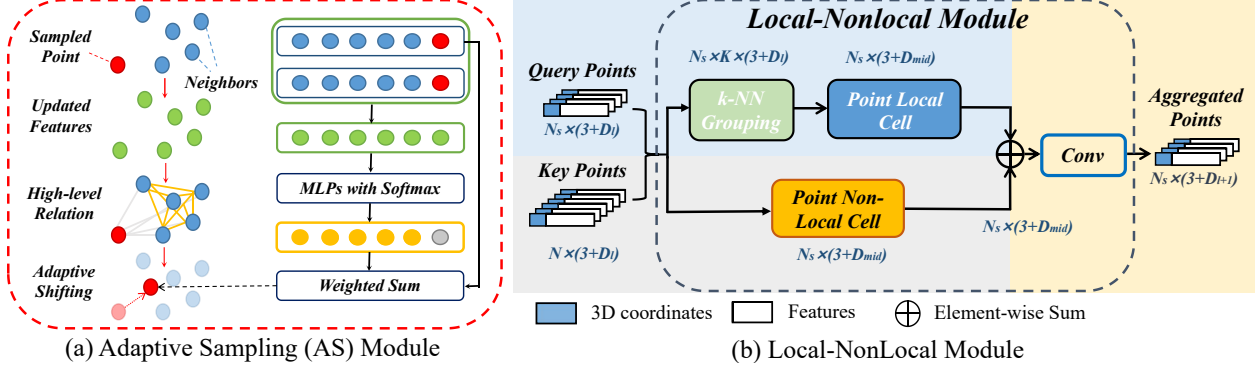 Sampled
Point
Neighbors
Updated
Features
High-level
Relation
Adaptive
Shifting
MLPs with Softmax
Weighted Sum
(a) Adaptive Sampling (AS) Module
Local-Nonlocal Module
Query Points
Nₛ×(3+Dₗ)
Key Points
N×(3+Dₗ)
Nₛ×K×(3+Dₗ)
k-NN
Grouping
Nₛ×(3+Dₘᵢd)
Point Local
Cell
Point Non-
Local Cell
Nₛ×(3+Dₘᵢd)
Nₛ×(3+Dₘᵢd)
Conv
Aggregated
Points
Nₛ×(3+Dₗ₊₁)
3D coordinates
Features
Element-wise Sum
(b) Local-NonLocal Module